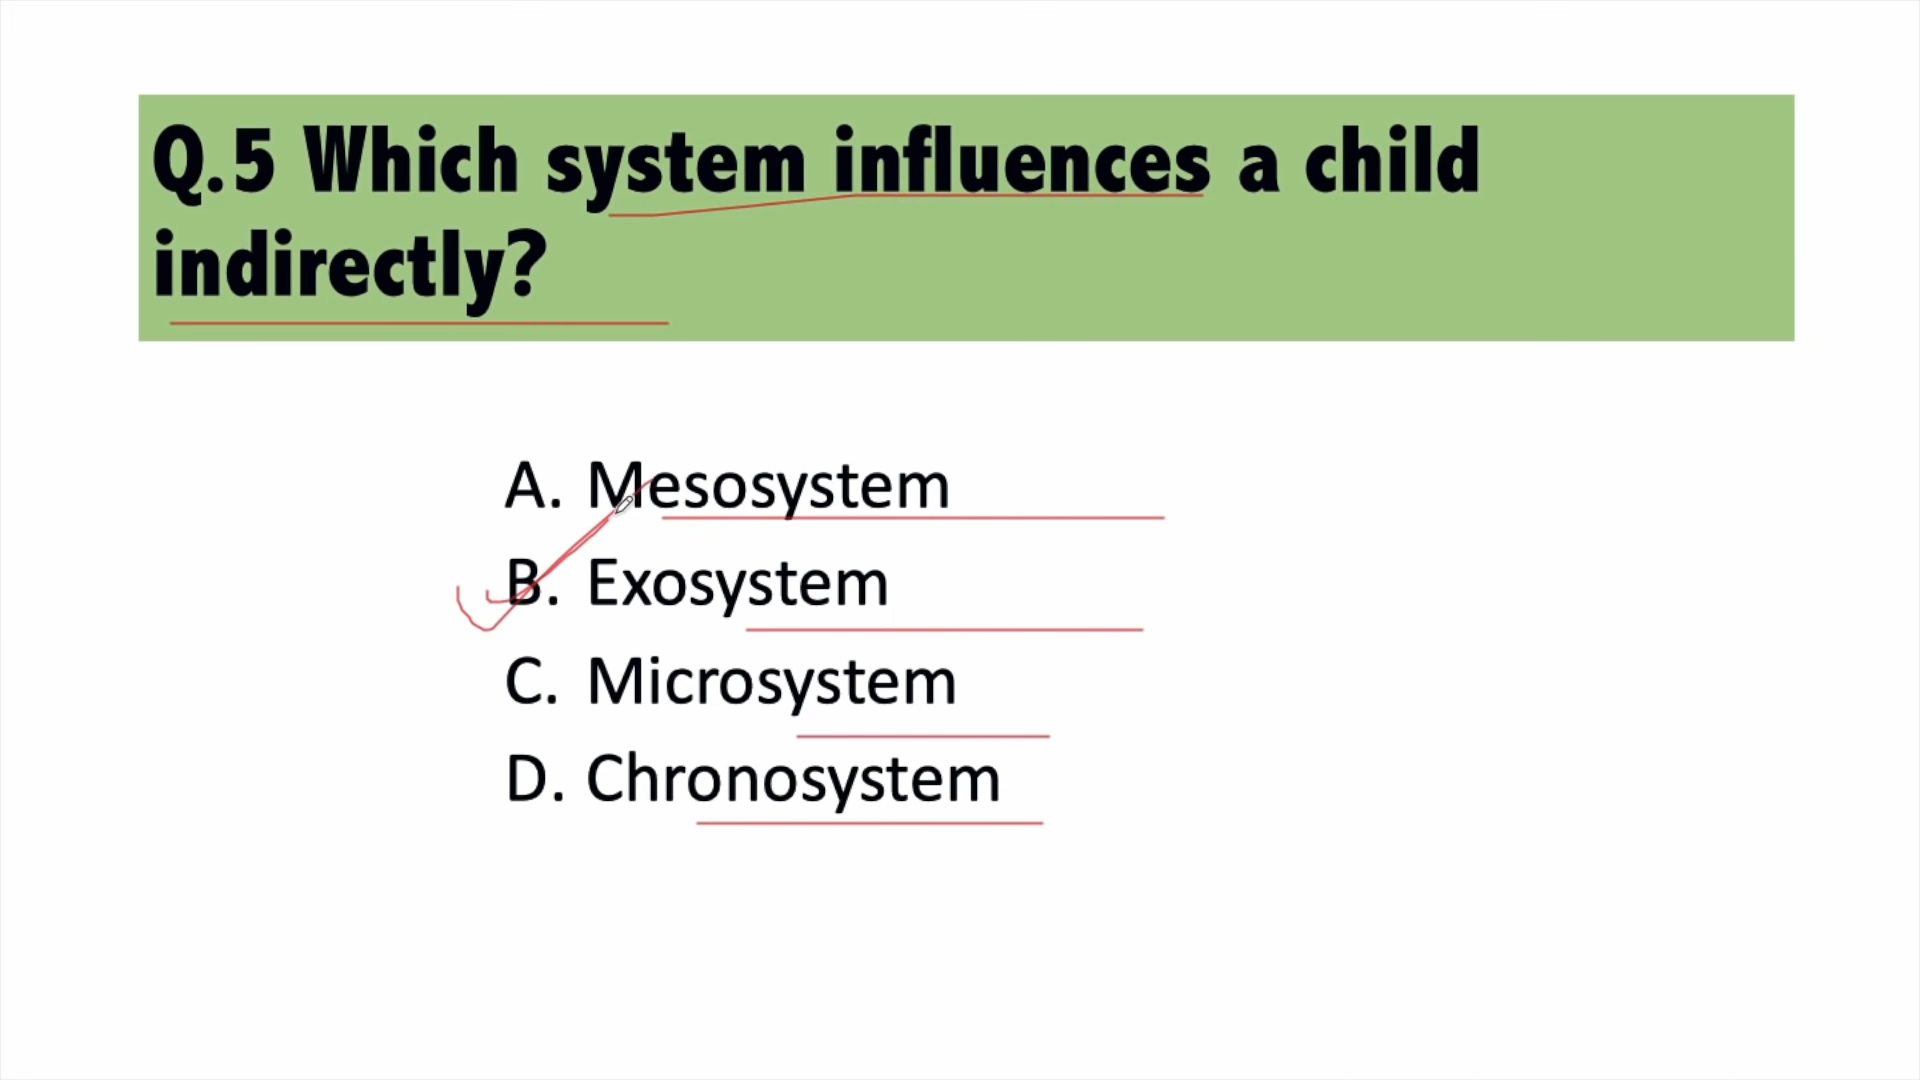 Q.5 Which system influences a child
indirectly?
A. Mesosystem
B. Exosystem
C. Microsystem
D. Chronosystem